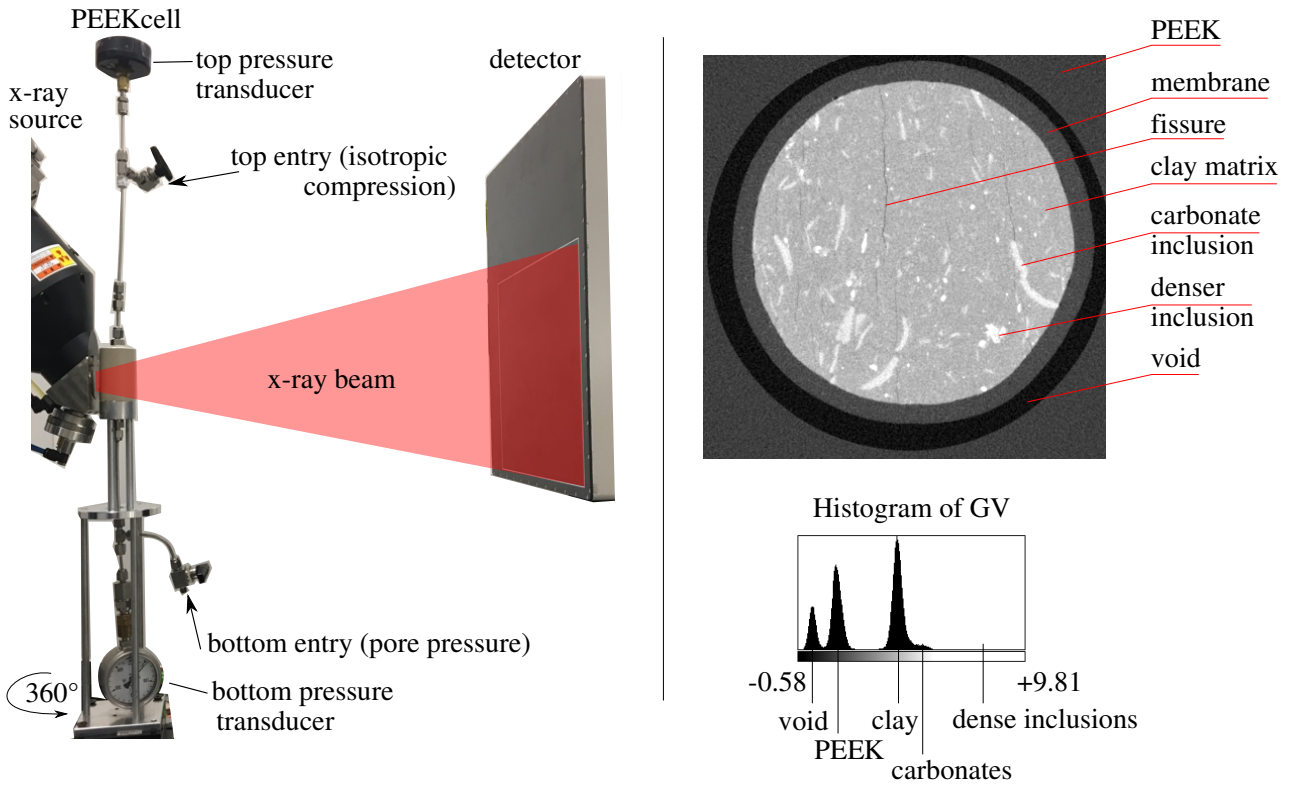 PEEKcell
top pressure
transducer
detector
x-ray
source
top entry (isotropic
compression)
x-ray beam
bottom entry (pore pressure)
360°
bottom pressure
transducer
PEEK
membrane
fissure
clay matrix
carbonate
inclusion
denser
inclusion
void
Histogram of GV
-0.58
+9.81
void
clay
dense inclusions
PEEK
carbonates